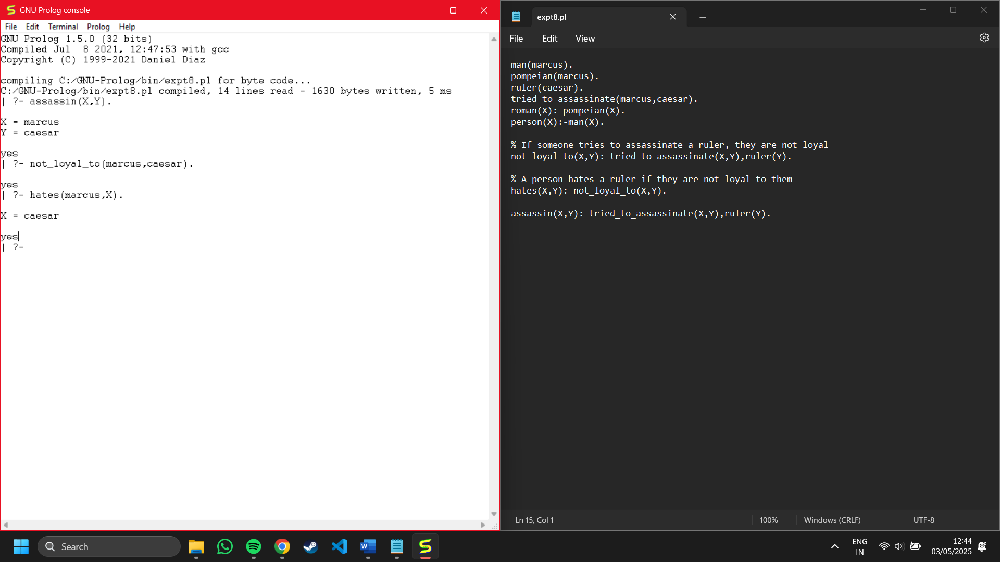 GNU Prolog console
File Edit Terminal Prolog Help
GNU Prolog 1.5.0 (32 bits)
Compiled Jul  8 2021, 12:47:53 with gcc
Copyright (C) 1999-2021 Daniel Diaz
compiling C:/GNU-Prolog/bin/expt8.pl for byte code...
C:/GNU-Prolog/bin/expt8.pl compiled, 14 lines read - 1630 bytes written, 5 ms
| ?- assassin(X,Y).
X = marcus
Y = caesar
yes
| ?- not_loyal_to(marcus,caesar).
yes
| ?- hates(marcus,X).
X = caesar
yes
| ?-
expt8.pl
File Edit View
man(marcus).
pompeian(marcus).
ruler(caesar).
tried_to_assassinate(marcus,caesar).
roman(X):-pompeian(X).
person(X):-man(X).
% If someone tries to assassinate a ruler, they are not loyal
not_loyal_to(X,Y):-tried_to_assassinate(X,Y),ruler(Y).
% A person hates a ruler if they are not loyal to them
hates(X,Y):-not_loyal_to(X,Y).
assassin(X,Y):-tried_to_assassinate(X,Y),ruler(Y).
Ln 15, Col 1 100% Windows (CRLF) UTF-8
Search
ENG
IN
12:44
03/05/2025